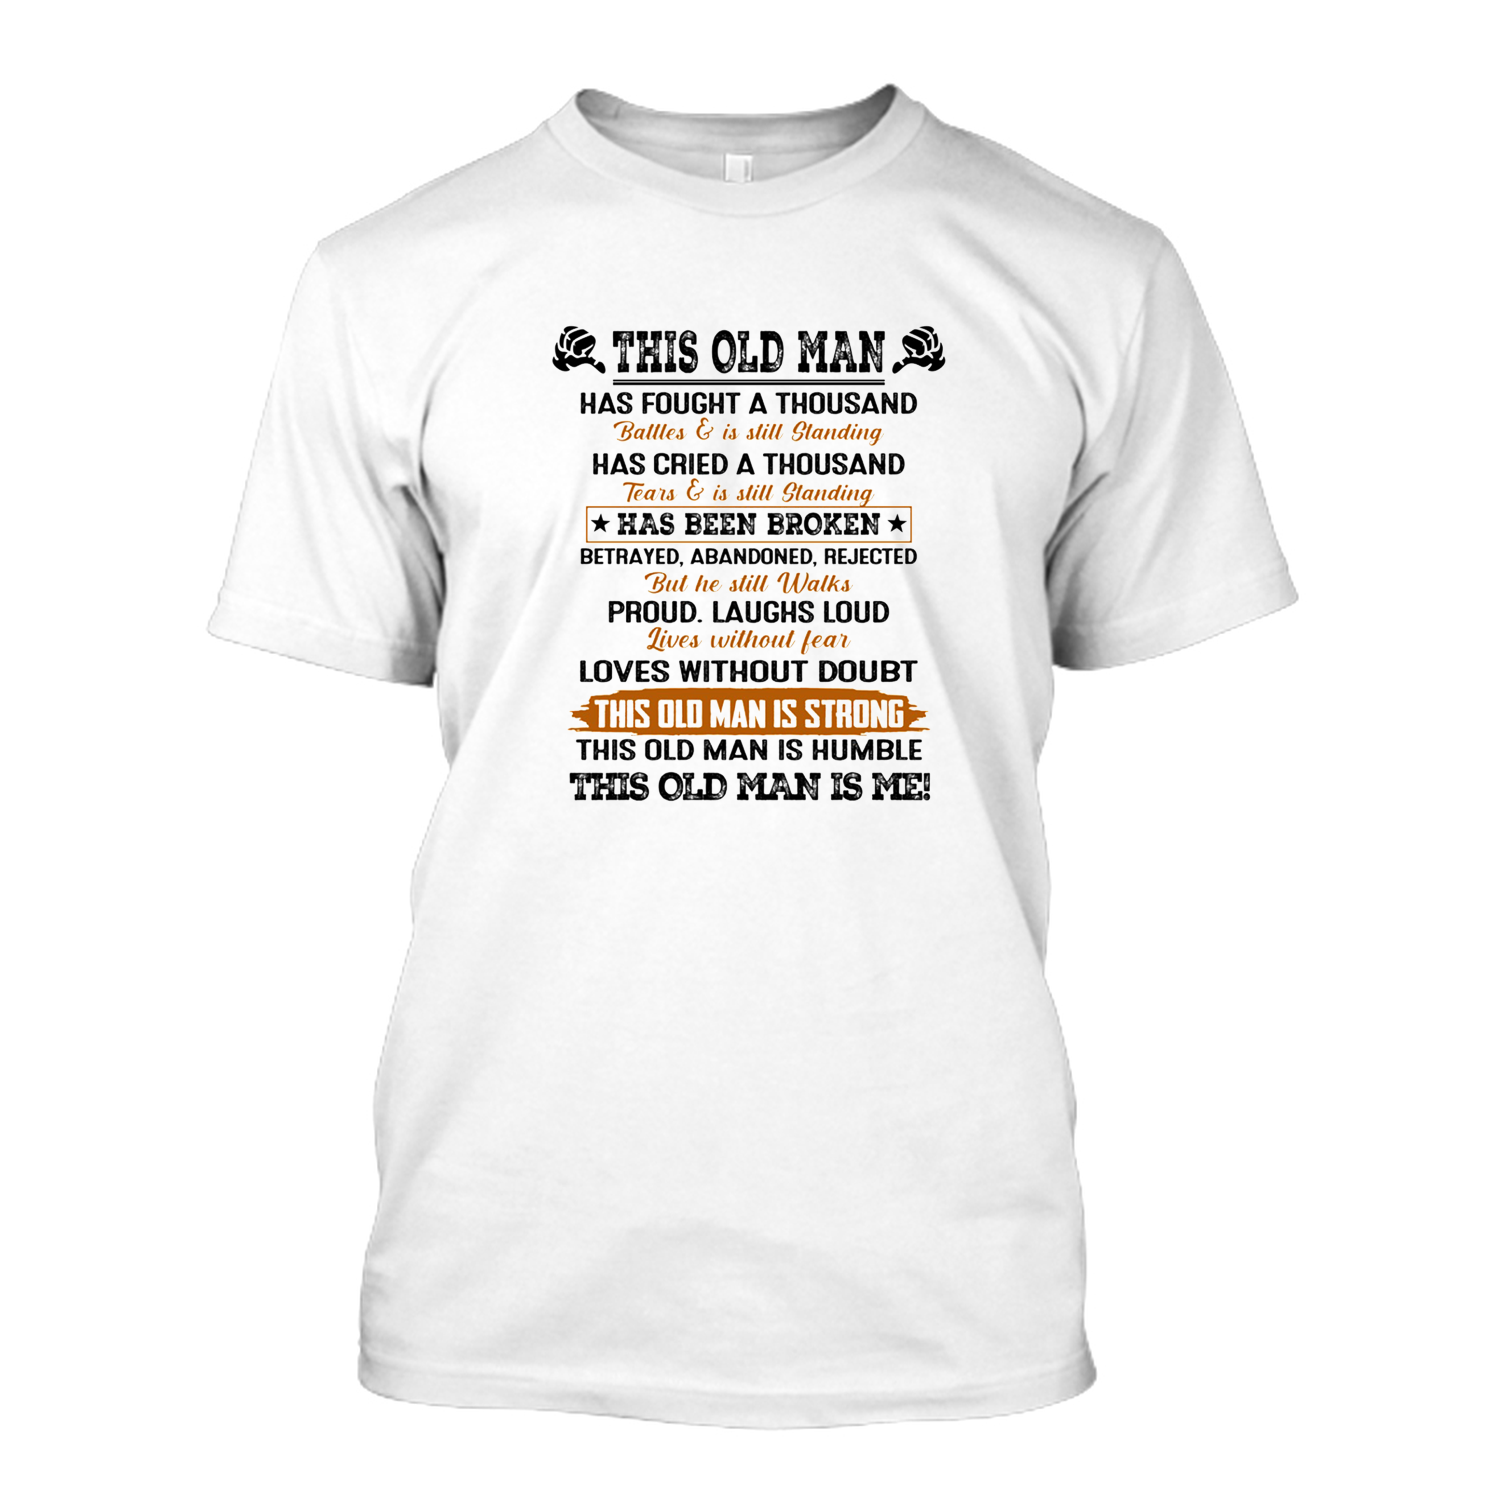 THIS OLD MAN
HAS FOUGHT A THOUSAND
Battles & is still Standing
HAS CRIED A THOUSAND
Tears & is still Standing
★ HAS BEEN BROKEN ★
BETRAYED, ABANDONED, REJECTED
But he still Walks
PROUD. LAUGHS LOUD
Lives without fear
LOVES WITHOUT DOUBT
THIS OLD MAN IS STRONG
THIS OLD MAN IS HUMBLE
THIS OLD MAN IS ME!